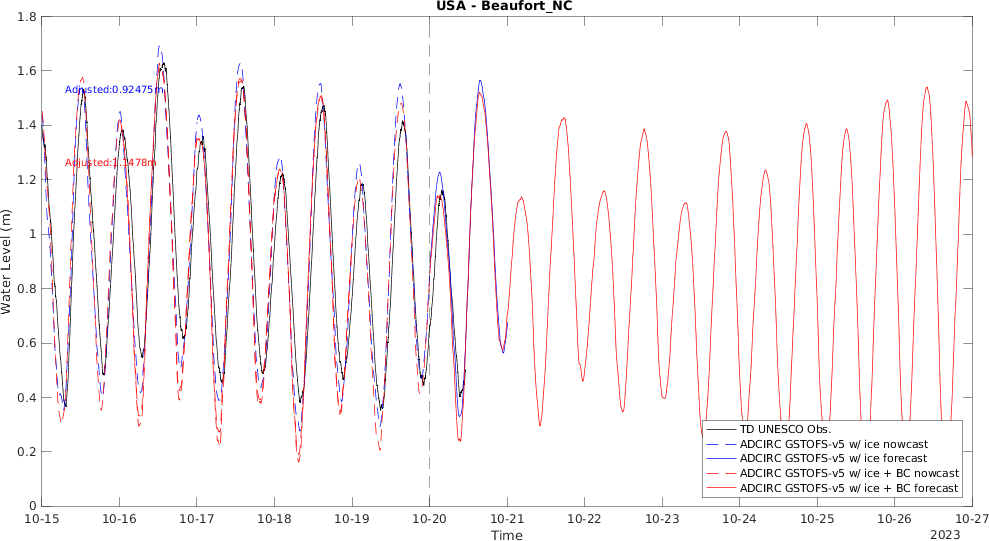 USA - Beaufort_NC
1.8
1.6
1.4
1.2
1
0.8
0.6
0.4
0.2
0
Water Level (m)
Adjusted:0.92475m
10-15
10-16
10-17
10-18
10-19
10-20
10-21
10-22
10-23
10-24
10-25
10-26
10-27
Time
2023
TD UNESCO Obs.
ADCIRC GSTOFS-v5 w/ ice nowcast
ADCIRC GSTOFS-v5 w/ ice forecast
ADCIRC GSTOFS-v5 w/ ice + BC nowcast
ADCIRC GSTOFS-v5 w/ ice + BC forecast